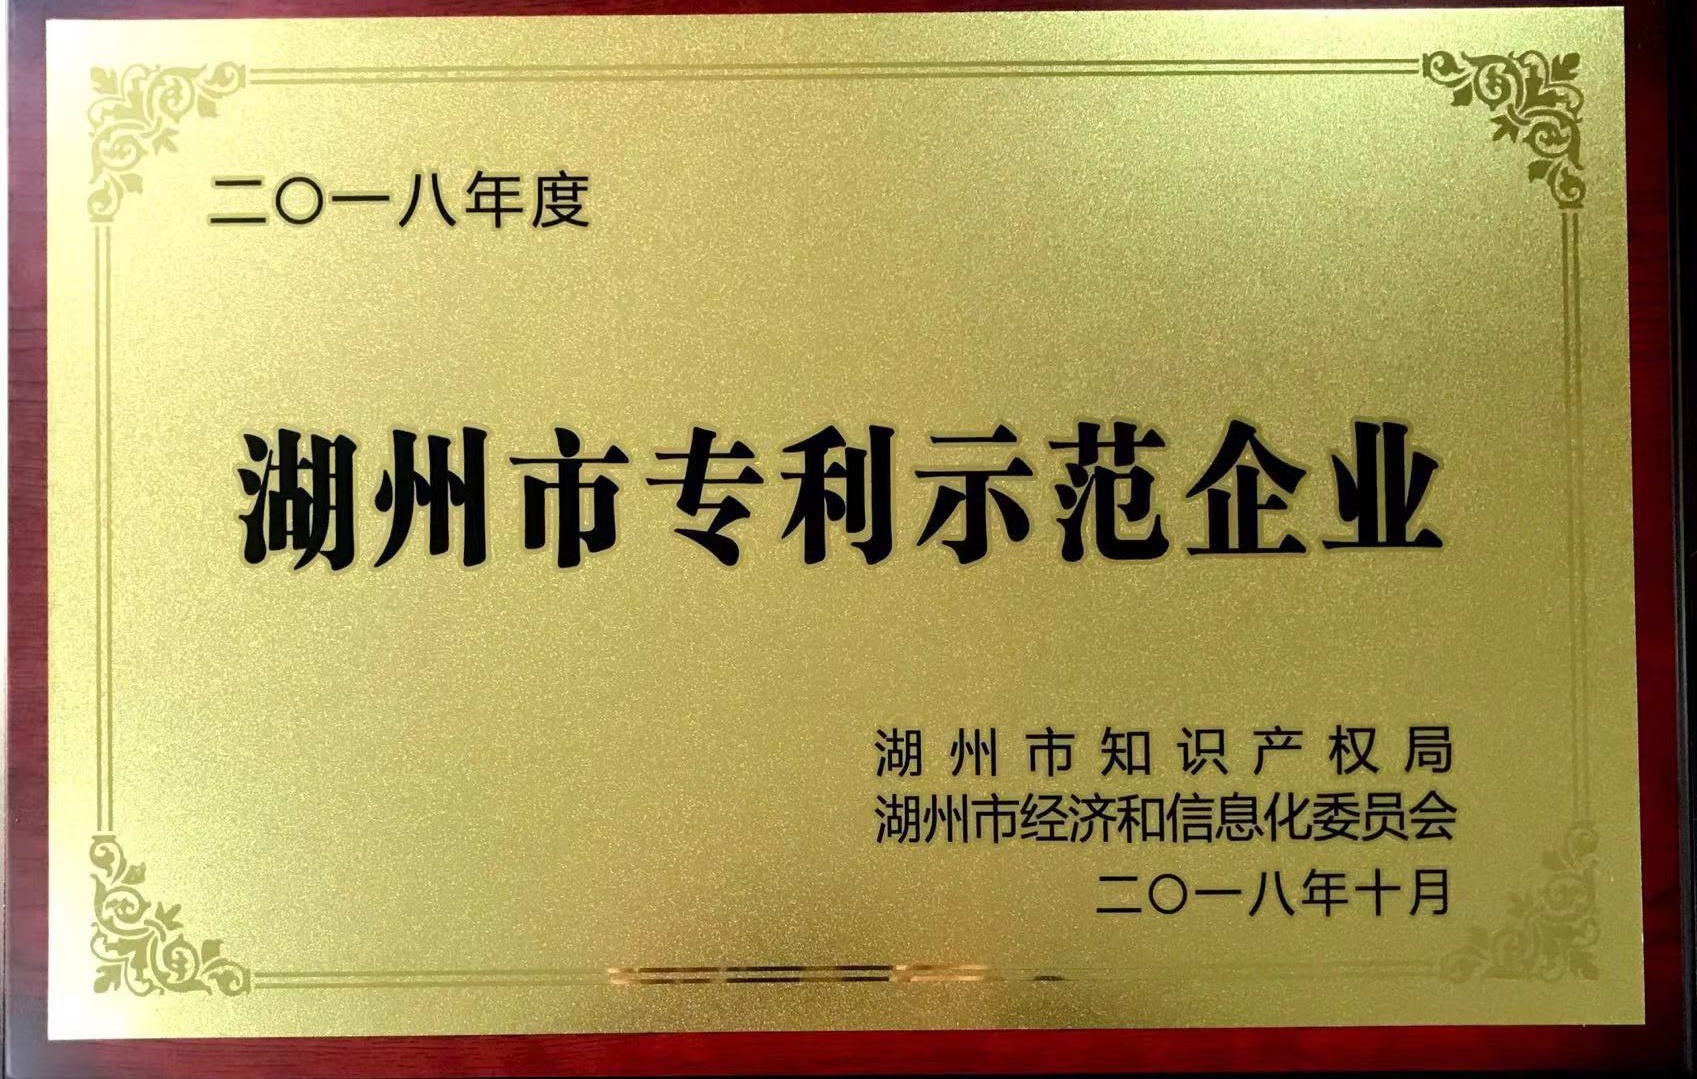 二〇一八年度
湖州市专利示范企业
湖州市知识产权局
湖州市经济和信息化委员会
二〇一八年十月